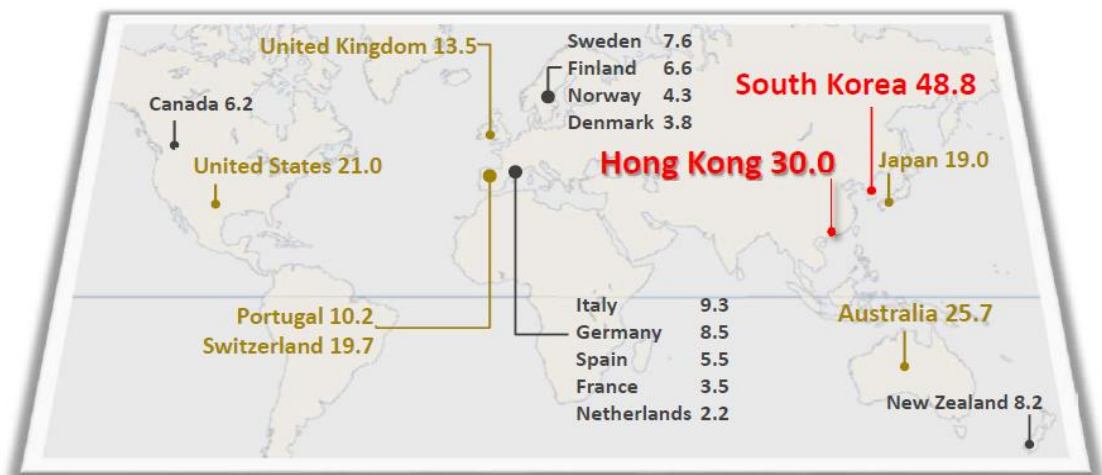 United Kingdom 13.5
Sweden 7.6
Finland 6.6
Norway 4.3
Denmark 3.8
South Korea 48.8
Canada 6.2
United States 21.0
Hong Kong 30.0
Japan 19.0
Portugal 10.2
Switzerland 19.7
Italy 9.3
Germany 8.5
Spain 5.5
France 3.5
Netherlands 2.2
Australia 25.7
New Zealand 8.2